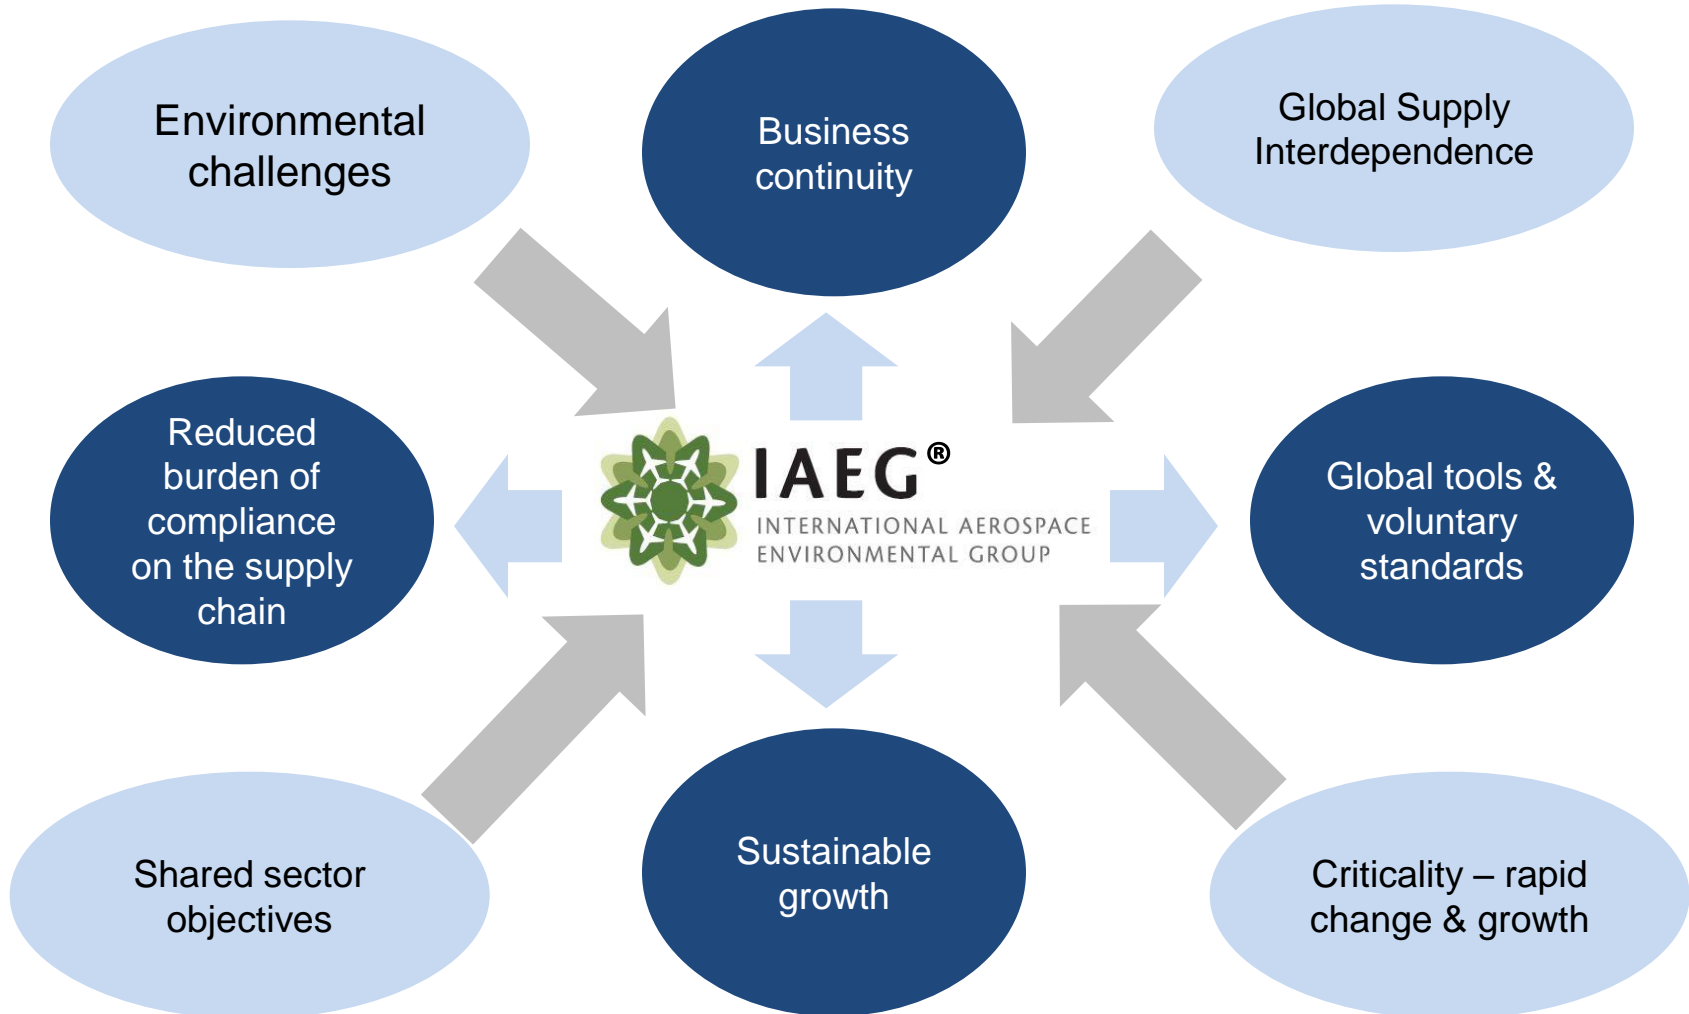 Environmental
challenges
Business
continuity
Global Supply
Interdependence
Reduced
burden of
compliance
on the supply
chain
IAEG®
INTERNATIONAL AEROSPACE
ENVIRONMENTAL GROUP
Global tools &
voluntary
standards
Shared sector
objectives
Sustainable
growth
Criticality – rapid
change & growth